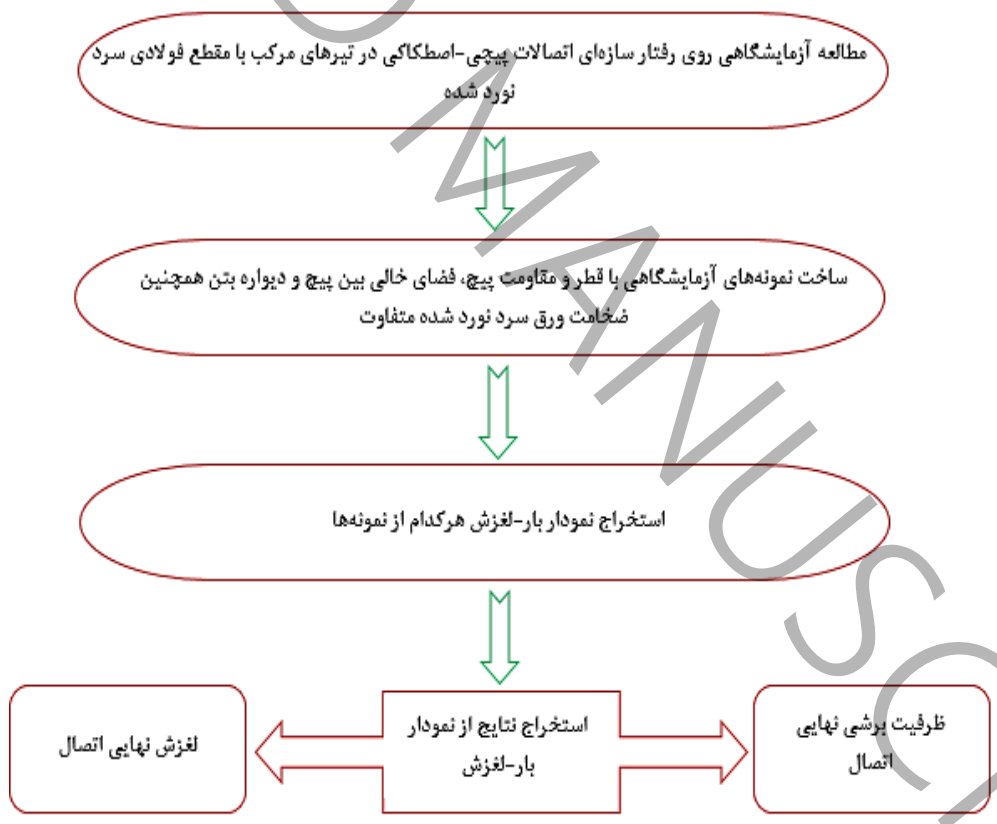 مطالعه آزمایشگاهی روی رفتار سازه‌ای اتصالات پیچی-اصطکاکی در تیرهای مرکب با مقطع فولادی سرد
نورد شده
ساخت نمونه‌های آزمایشگاهی با قطر و مقاومت پیچ، فضای خالی بین پیچ و دیواره بتن همچنین
ضخامت ورق سرد نورد شده متفاوت
استخراج نمودار بار-لغزش هرکدام از نمونه‌ها
ظرفیت برشی نهایی
اتصال
استخراج نتایج از نمودار
بار-لغزش
لغزش نهایی اتصال
MANUSC